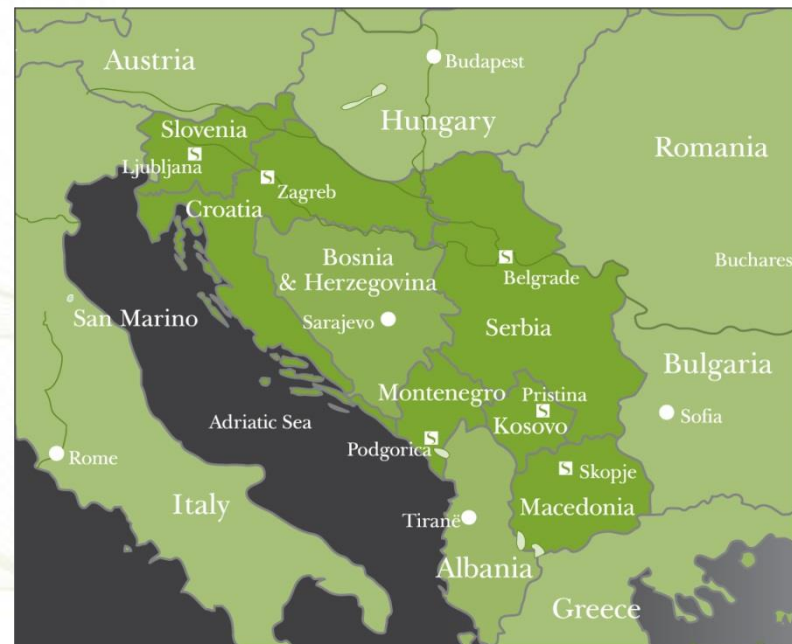 Austria
Budapest
Hungary
Slovenia
Romania
Ljubljana
S
S
Zagreb
Croatia
Bosnia
& Herzegovina
S
Belgrade
Buchares
San Marino
Sarajevo
Serbia
Bulgaria
Montenegro
Pristina
S
Kosovo
Sofia
Adriatic Sea
Podgorica
S
Rome
S
Skopje
Italy
Macedonia
Tiranë
Albania
Greece